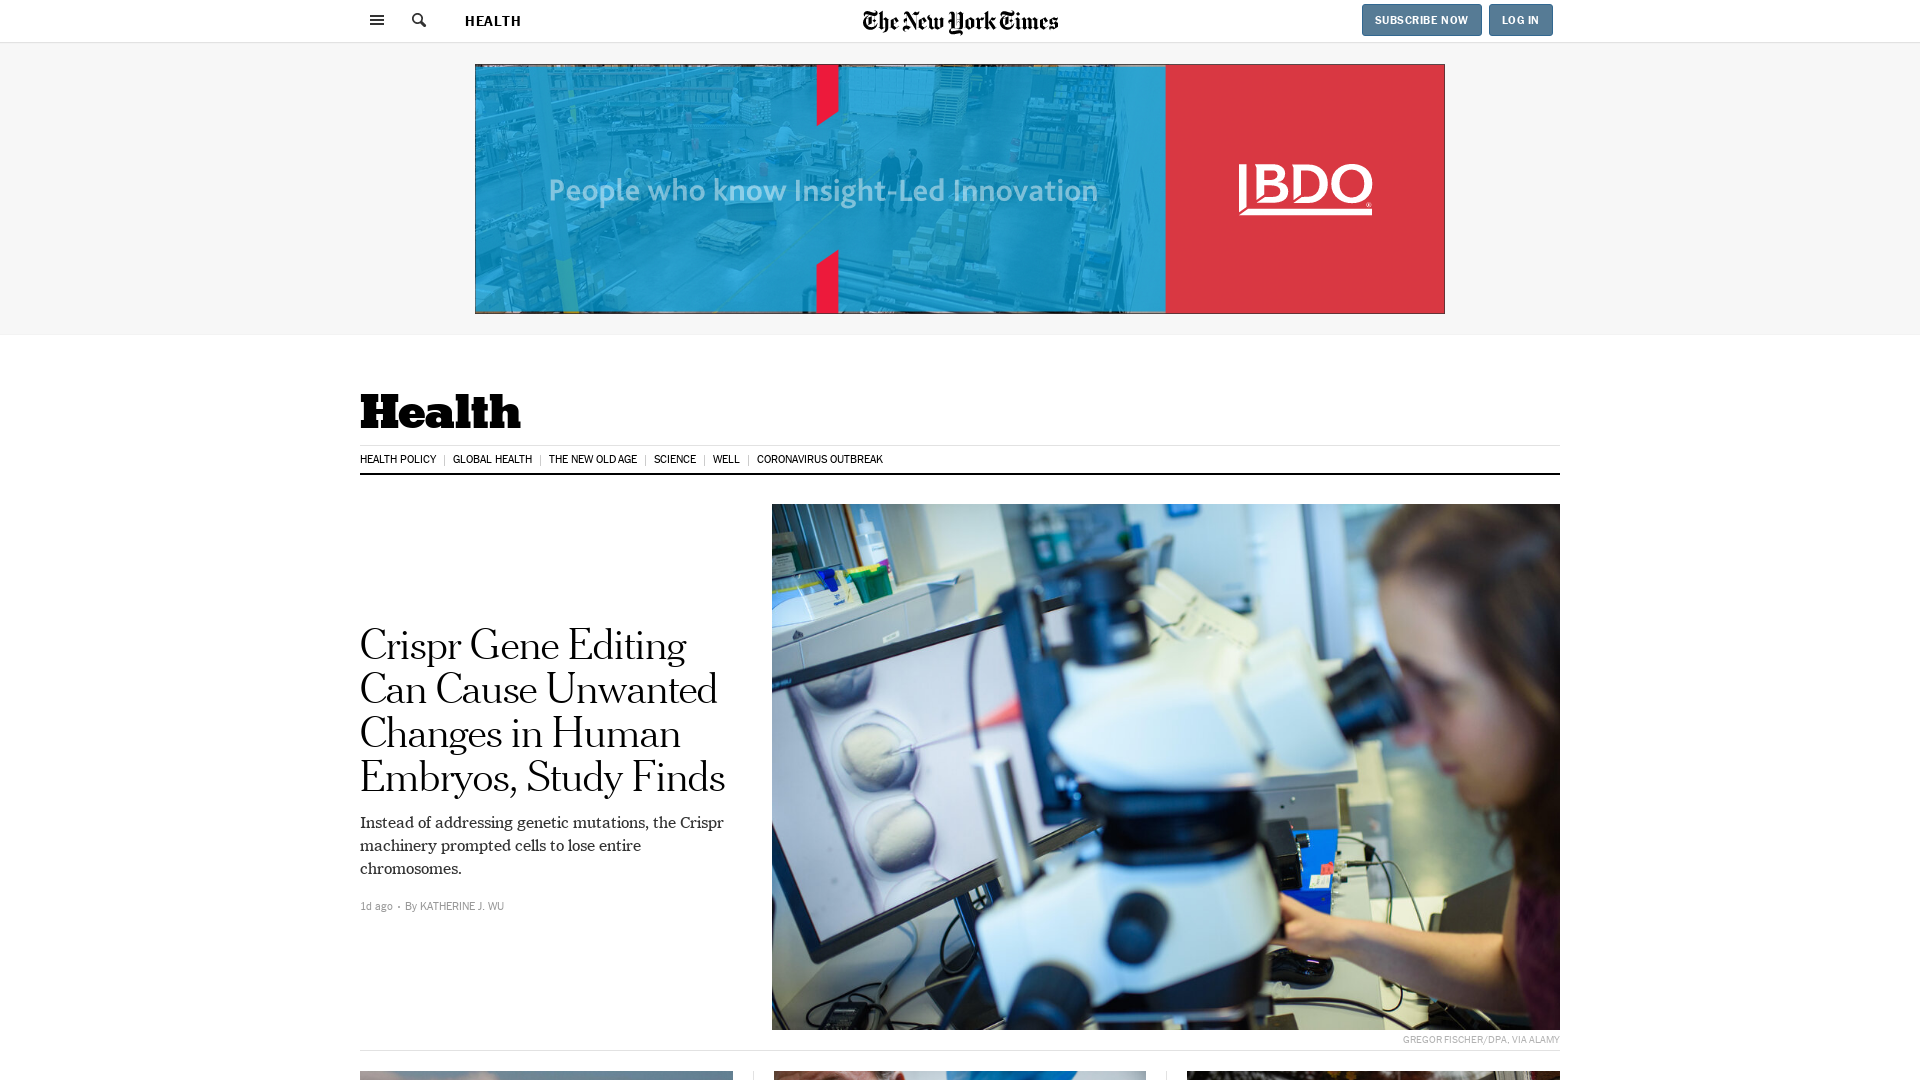 HEALTH
The New York Times
SUBSCRIBE NOW
LOG IN
People who know Insight-Led Innovation
BDO
Health
HEALTH POLICY
GLOBAL HEALTH
THE NEW OLD AGE
SCIENCE
WELL
CORONAVIRUS OUTBREAK
Crispr Gene Editing
Can Cause Unwanted
Changes in Human
Embryos, Study Finds
Instead of addressing genetic mutations, the Crispr
machinery prompted cells to lose entire
chromosomes.
1d ago • By KATHERINE J. WU
GREGOR FISCHER/DPA, VIA ALAMY